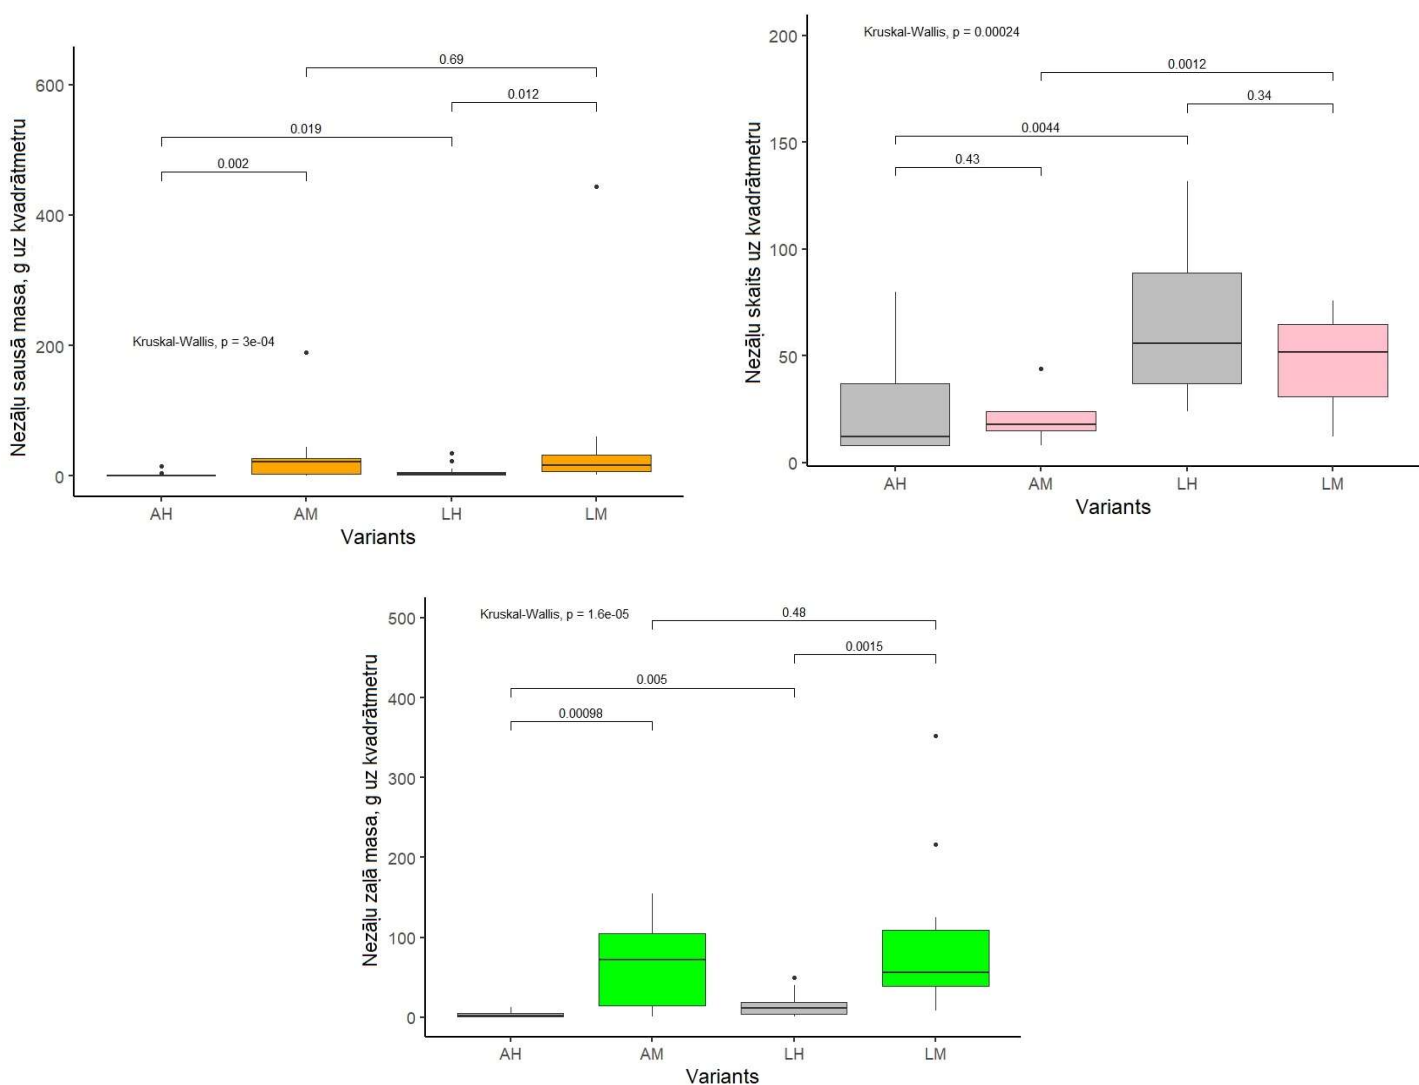 Nezāļu sausā masa, g uz kvadrātmetru
600
400
200
0
0.69
0.012
0.019
0.002
Kruskal-Wallis, p = 3e-04
AH AM LH LM
Variants
Nezāļu skaits uz kvadrātmetru
200
150
100
50
0
Kruskal-Wallis, p = 0.00024
0.0012
0.34
0.0044
0.43
AH AM LH LM
Variants
Nezāļu zaļā masa, g uz kvadrātmetru
500
400
300
200
100
0
Kruskal-Wallis, p = 1.6e-05
0.48
0.0015
0.005
0.00098
AH AM LH LM
Variants